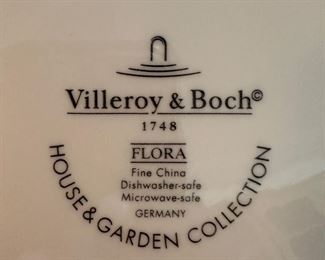 Villeroy & Boch©
1748
FLORA
Fine China
Dishwasher-safe
Microwave-safe
GERMANY
HOUSE & GARDEN COLLECTION